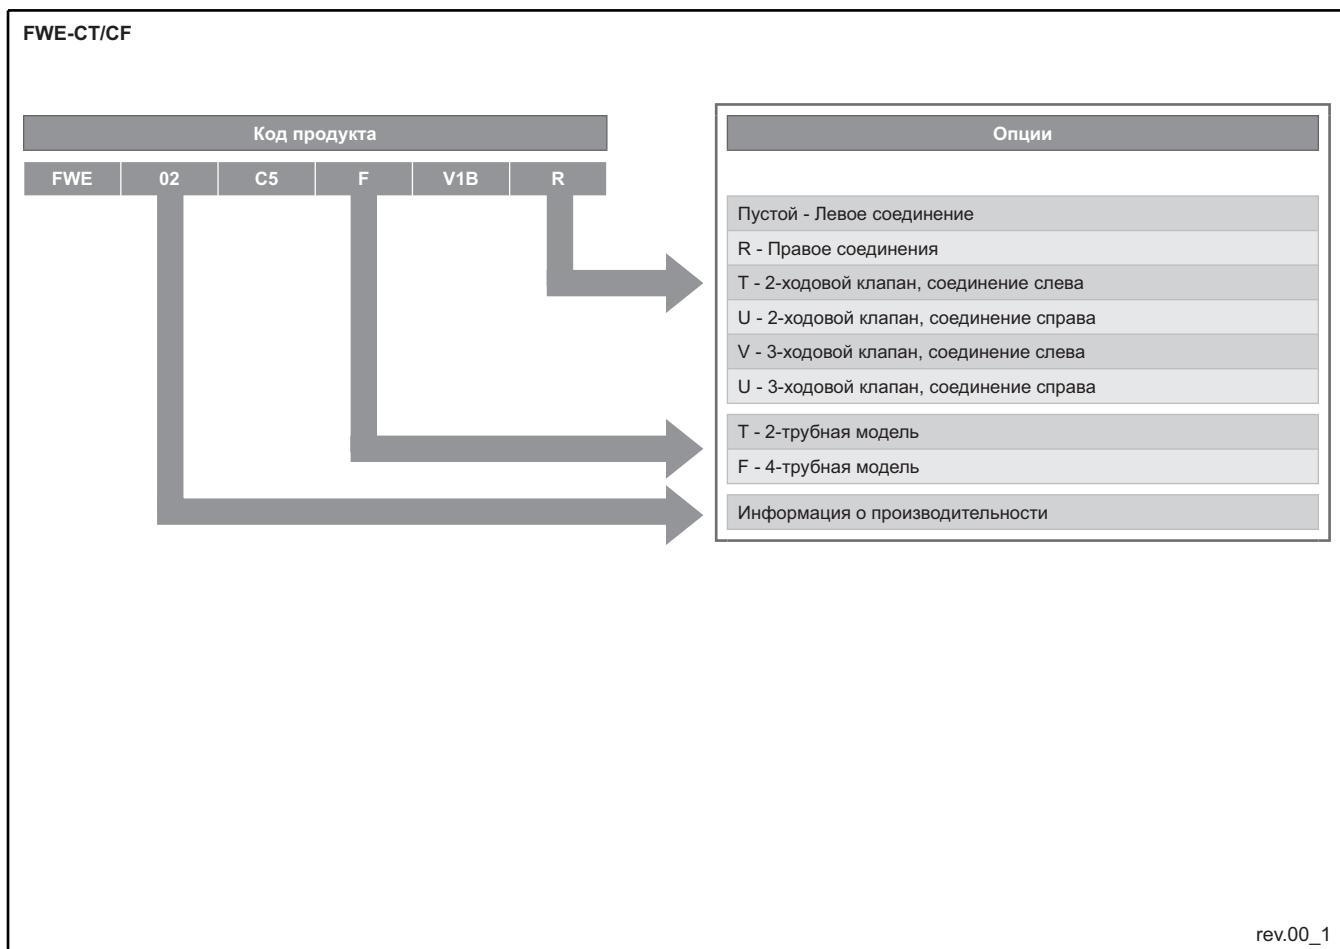 FWE-CT/CF
Код продукта
FWE 02 C5 F V1B R
Опции
Пустой - Левое соединение
R - Правое соединения
T - 2-ходовой клапан, соединение слева
U - 2-ходовой клапан, соединение справа
V - 3-ходовой клапан, соединение слева
U - 3-ходовой клапан, соединение справа
T - 2-трубная модель
F - 4-трубная модель
Информация о производительности
rev.00_1